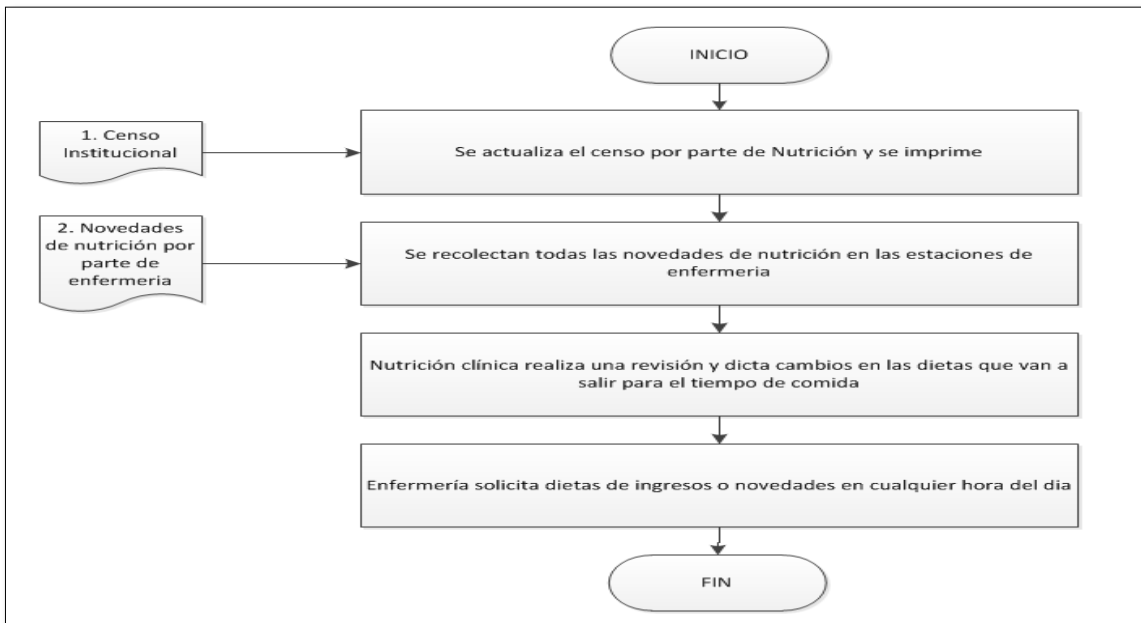 INICIO
1. Censo
Institucional
Se actualiza el censo por parte de Nutrición y se imprime
2. Novedades
de nutrición por
parte de
enfermeria
Se recolectan todas las novedades de nutrición en las estaciones de
enfermeria
Nutrición clínica realiza una revisión y dicta cambios en las dietas que van a
salir para el tiempo de comida
Enfermería solicita dietas de ingresos o novedades en cualquier hora del dia
FIN